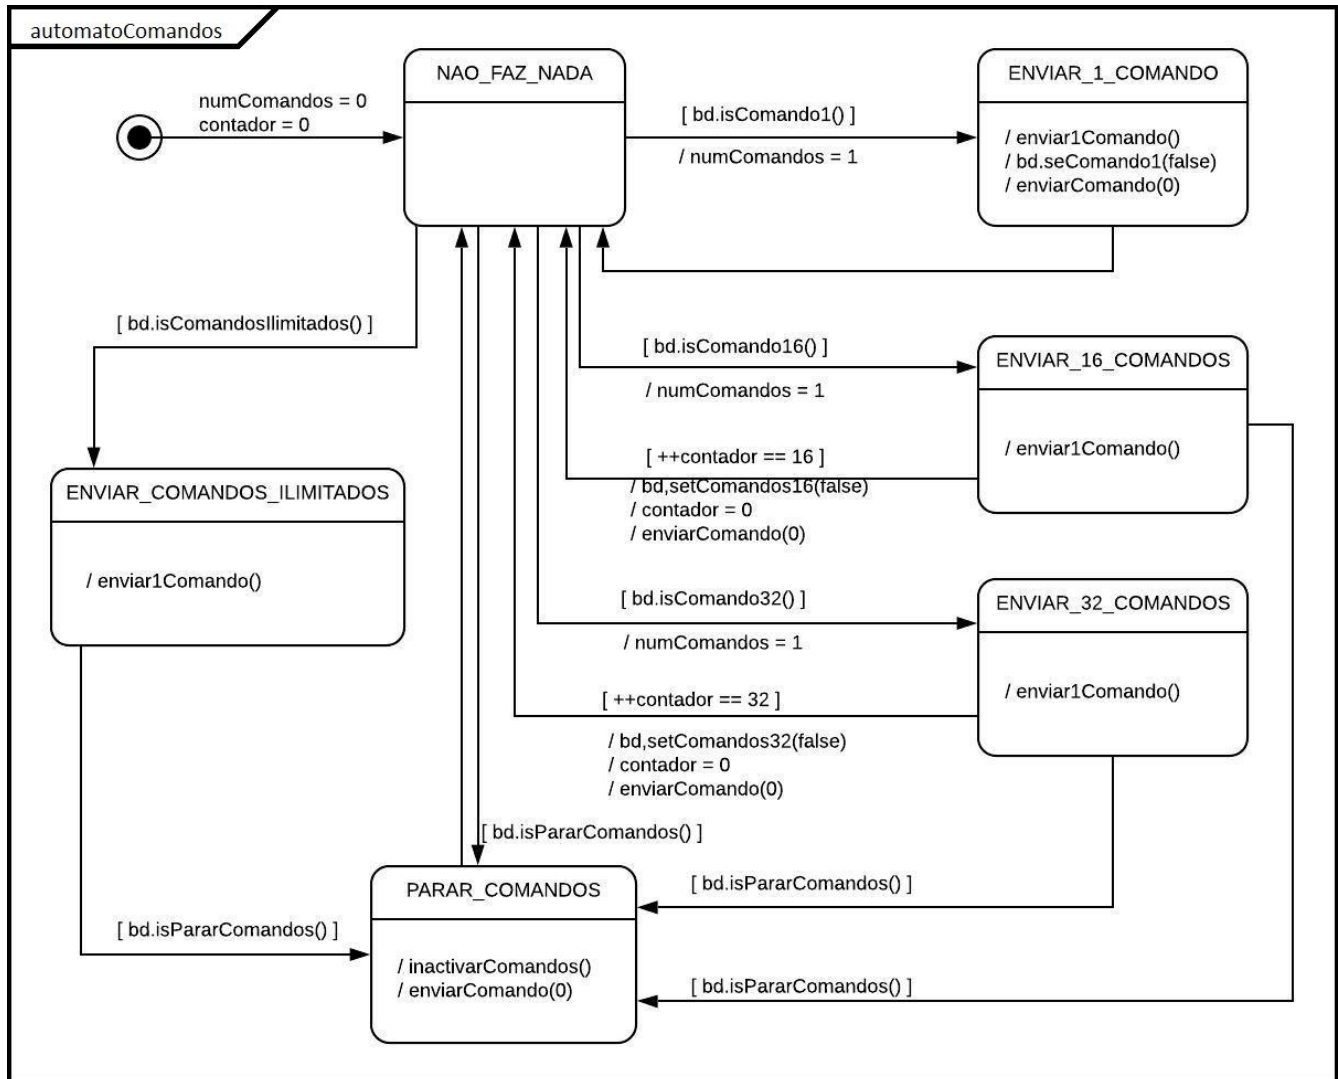 automatoComandos
NAO_FAZ_NADA
ENVIAR_1_COMANDO
numComandos = 0
contador = 0
[ bd.isComando1() ]
/ numComandos = 1
/ enviar1Comando()
/ bd.seComando1(false)
/ enviarComando(0)
[ bd.isComandosIlimitados() ]
[ bd.isComando16() ]
/ numComandos = 1
ENVIAR_16_COMANDOS
/ enviar1Comando()
[ ++contador == 16 ]
/ bd,setComandos16(false)
/ contador = 0
/ enviarComando(0)
ENVIAR_COMANDOS_ILIMITADOS
/ enviar1Comando()
[ bd.isComando32() ]
/ numComandos = 1
ENVIAR_32_COMANDOS
/ enviar1Comando()
[ ++contador == 32 ]
/ bd,setComandos32(false)
/ contador = 0
/ enviarComando(0)
[ bd.isPararComandos() ]
PARAR_COMANDOS
/ inactivarComandos()
/ enviarComando(0)
[ bd.isPararComandos() ]
[ bd.isPararComandos() ]
[ bd.isPararComandos() ]